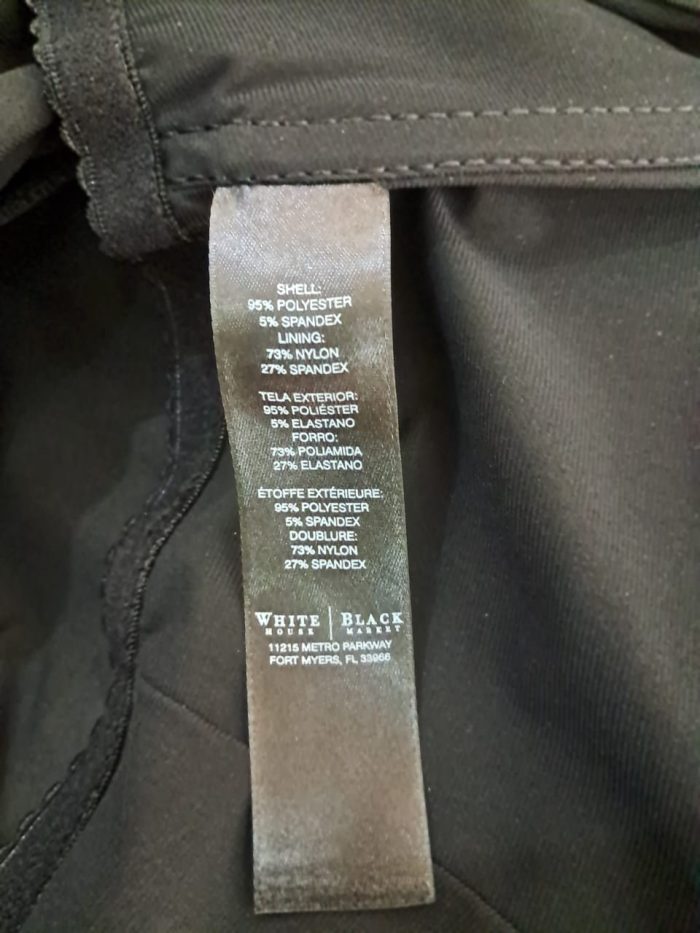 SHELL:
95% POLYESTER
5% SPANDEX
LINING:
73% NYLON
27% SPANDEX
TELA EXTERIOR:
95% POLIÉSTER
5% ELASTANO
FORRO:
73% POLIAMIDA
27% ELASTANO
ÉTOFFE EXTÉRIEURE:
95% POLYESTER
5% SPANDEX
DOUBLURE:
73% NYLON
27% SPANDEX
WHITE | BLACK
HOUSE MARKET
11215 METRO PARKWAY
FORT MYERS, FL 33966